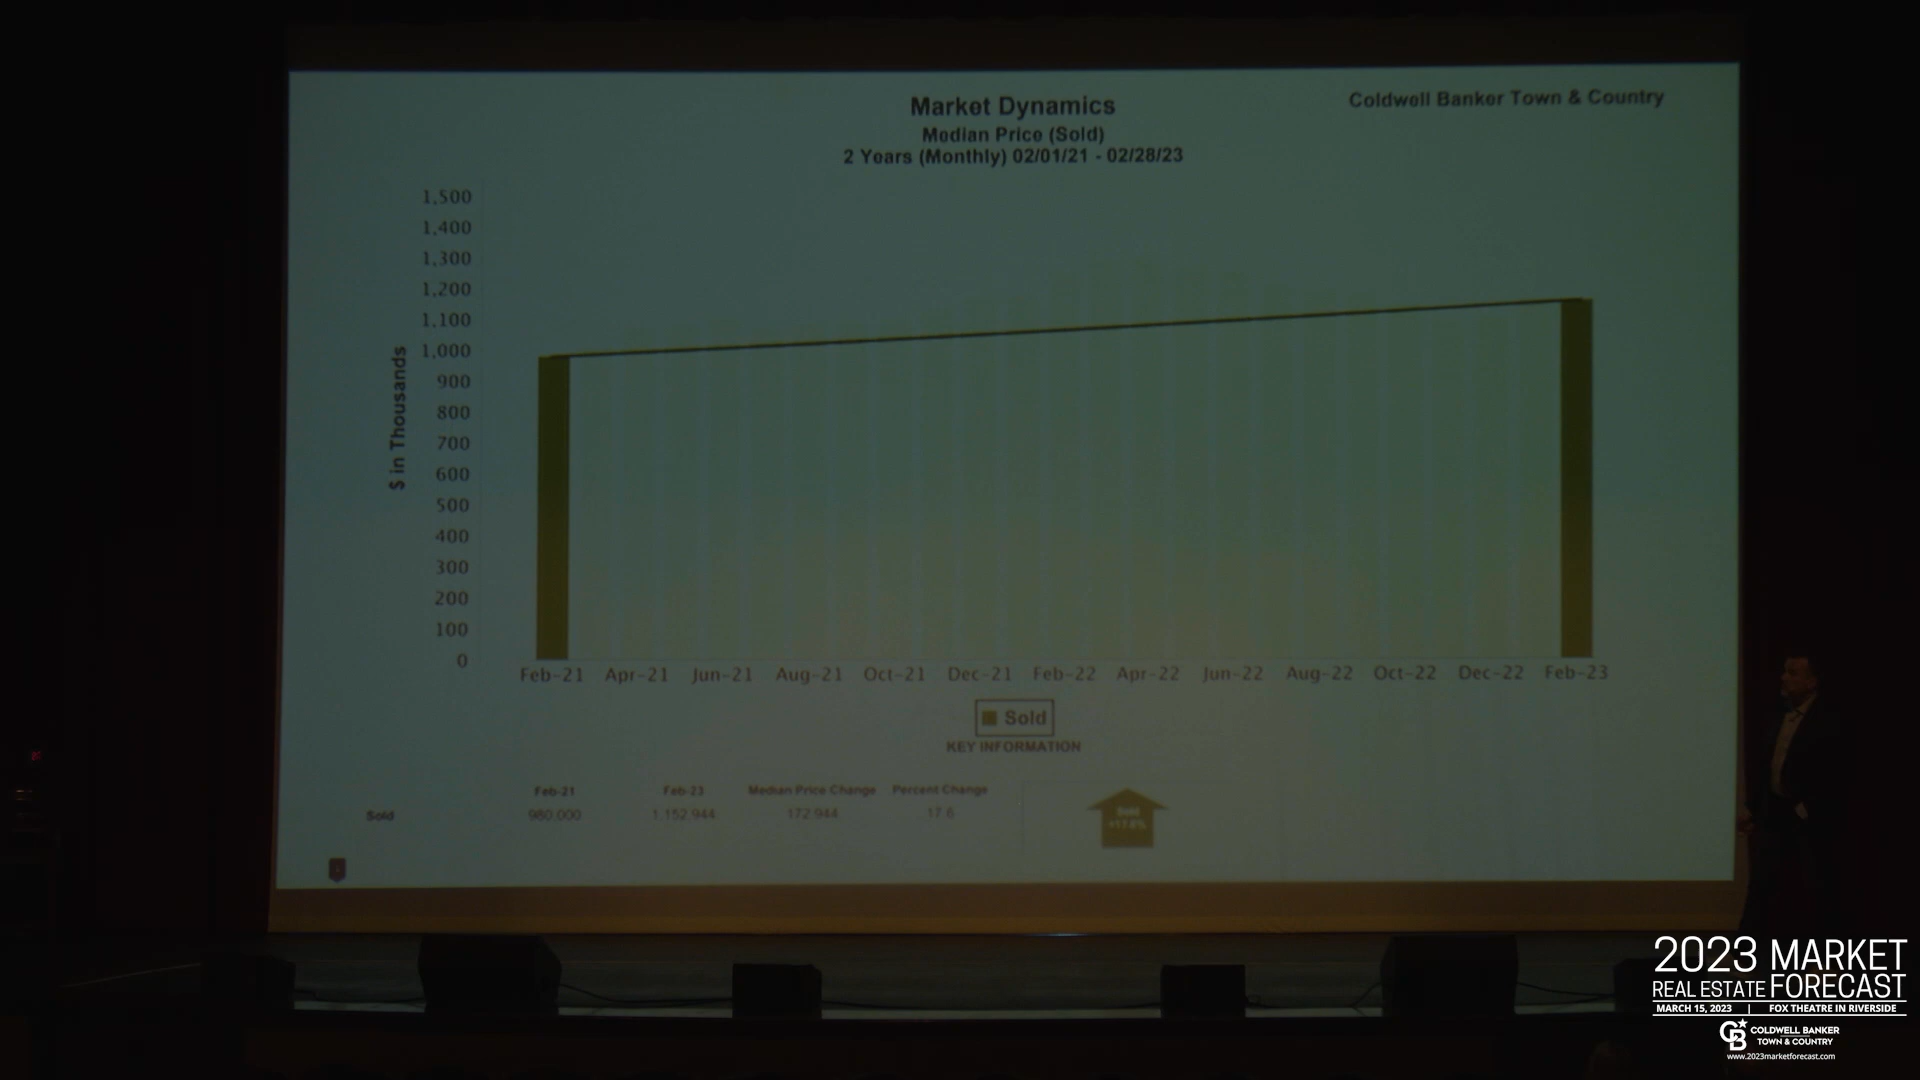 Market Dynamics
Coldwell Banker Town & Country
Median Price (Sold)
2 Years (Monthly) 02/01/21 - 02/28/23
$ in Thousands
1,500
1,400
1,300
1,200
1,100
1,000
900
800
700
600
500
400
300
200
100
0
Feb-21 Apr-21 Jun-21 Aug-21 Oct-21 Dec-21 Feb-22 Apr-22 Jun-22 Aug-22 Oct-22 Dec-22 Feb-23
Sold
KEY INFORMATION
Feb-21 Feb-23 Median Price Change Percent Change
Sold 980,000 1,152,944 172,944 17.6
Sold
+17.6%
2023 MARKET
REAL ESTATE FORECAST
MARCH 15, 2023 | FOX THEATRE IN RIVERSIDE
CB COLDWELL BANKER
TOWN & COUNTRY
www.2023marketforecast.com